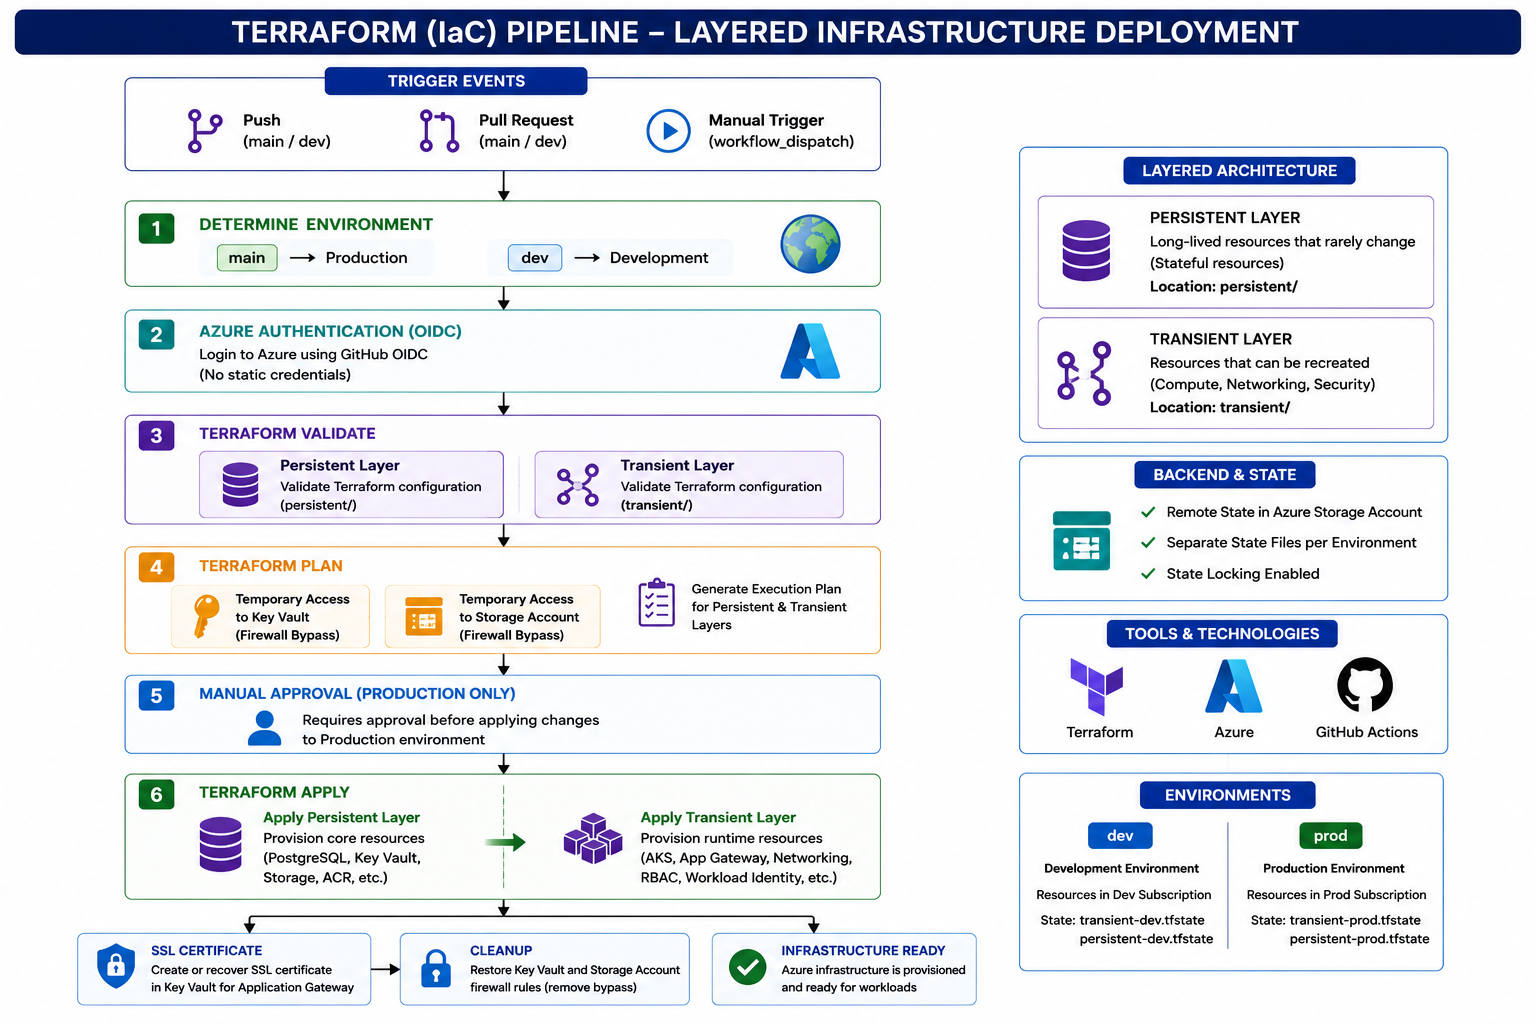 TERRAFORM (IaC) PIPELINE – LAYERED INFRASTRUCTURE DEPLOYMENT
TRIGGER EVENTS
Push
(main / dev)
Pull Request
(main / dev)
Manual Trigger
(workflow_dispatch)
1
DETERMINE ENVIRONMENT
main
Production
dev
Development
2
AZURE AUTHENTICATION (OIDC)
Login to Azure using GitHub OIDC
(No static credentials)
3
TERRAFORM VALIDATE
Persistent Layer
Validate Terraform configuration
(persistent/)
Transient Layer
Validate Terraform configuration
(transient/)
4
TERRAFORM PLAN
Temporary Access
to Key Vault
(Firewall Bypass)
Temporary Access
to Storage Account
(Firewall Bypass)
Generate Execution Plan
for Persistent & Transient
Layers
5
MANUAL APPROVAL (PRODUCTION ONLY)
Requires approval before applying changes
to Production environment
6
TERRAFORM APPLY
Apply Persistent Layer
Provision core resources
(PostgreSQL, Key Vault,
Storage, ACR, etc.)
Apply Transient Layer
Provision runtime resources
(AKS, App Gateway, Networking,
RBAC, Workload Identity, etc.)
SSL CERTIFICATE
Create or recover SSL certificate
in Key Vault for Application Gateway
CLEANUP
Restore Key Vault and Storage Account
firewall rules (remove bypass)
INFRASTRUCTURE READY
Azure infrastructure is provisioned
and ready for workloads
LAYERED ARCHITECTURE
PERSISTENT LAYER
Long-lived resources that rarely change
(Stateful resources)
Location: persistent/
TRANSIENT LAYER
Resources that can be recreated
(Compute, Networking, Security)
Location: transient/
BACKEND & STATE
Remote State in Azure Storage Account
Separate State Files per Environment
State Locking Enabled
TOOLS & TECHNOLOGIES
Terraform
Azure
GitHub Actions
ENVIRONMENTS
dev
Development Environment
Resources in Dev Subscription
State: transient-dev.tfstate
persistent-dev.tfstate
prod
Production Environment
Resources in Prod Subscription
State: transient-prod.tfstate
persistent-prod.tfstate